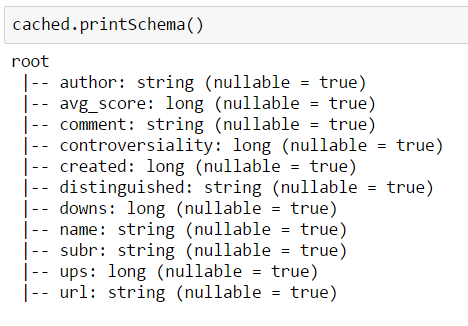 cached.printSchema()
root
|-- author: string (nullable = true)
|-- avg_score: long (nullable = true)
|-- comment: string (nullable = true)
|-- controversiality: long (nullable = true)
|-- created: long (nullable = true)
|-- distinguished: string (nullable = true)
|-- downs: long (nullable = true)
|-- name: string (nullable = true)
|-- subr: string (nullable = true)
|-- ups: long (nullable = true)
|-- url: string (nullable = true)